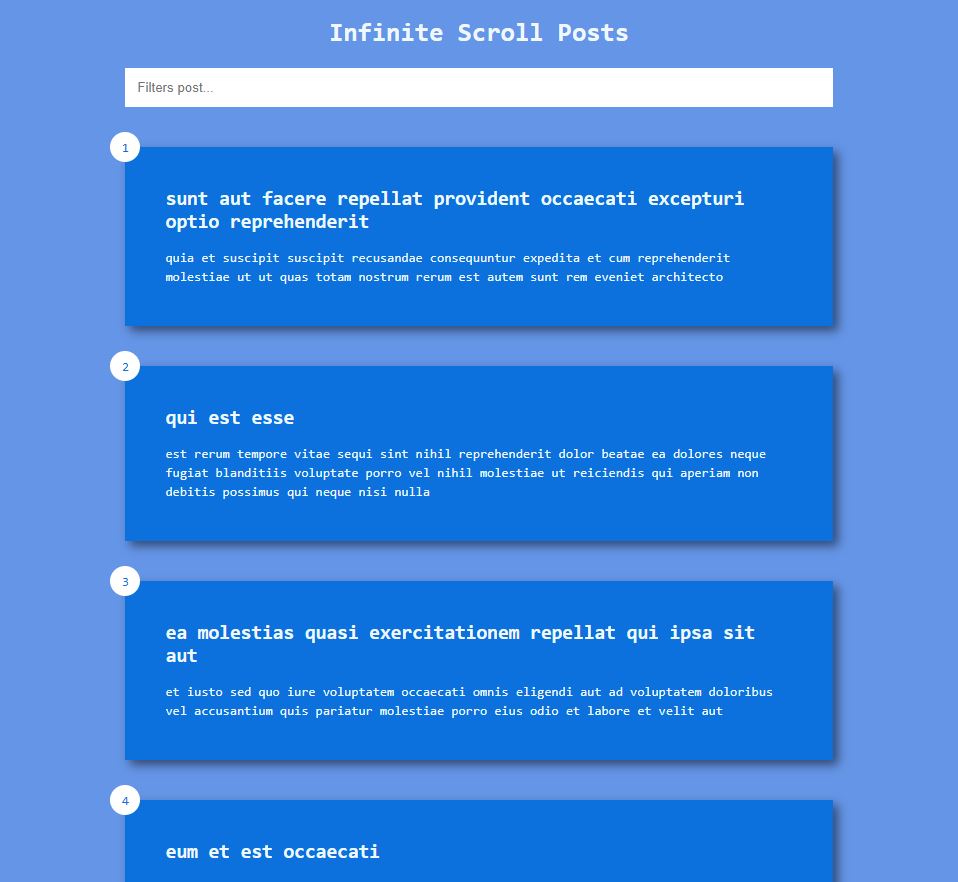 Infinite Scroll Posts
Filters post...
1
sunt aut facere repellat provident occaecati excepturi
optio reprehenderit
quia et suscipit suscipit recusandae consequuntur expedita et cum reprehenderit
molestiae ut ut quas totam nostrum rerum est autem sunt rem eveniet architecto
2
qui est esse
est rerum tempore vitae sequi sint nihil reprehenderit dolor beatae ea dolores neque
fugiat blanditiis voluptate porro vel nihil molestiae ut reiciendis qui aperiam non
debitis possimus qui neque nisi nulla
3
ea molestias quasi exercitationem repellat qui ipsa sit
aut
et iusto sed quo iure voluptatem occaecati omnis eligendi aut ad voluptatem doloribus
vel accusantium quis pariatur molestiae porro eius odio et labore et velit aut
4
eum et est occaecati